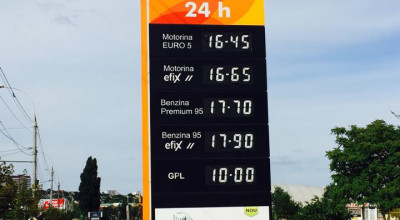 24 h
Motorina
EURO 5 16-45
Motorina
efix // 16-65
Benzina
Premium 95 17-70
Benzina 95
efix // 17-90
GPL 10:00
NOU